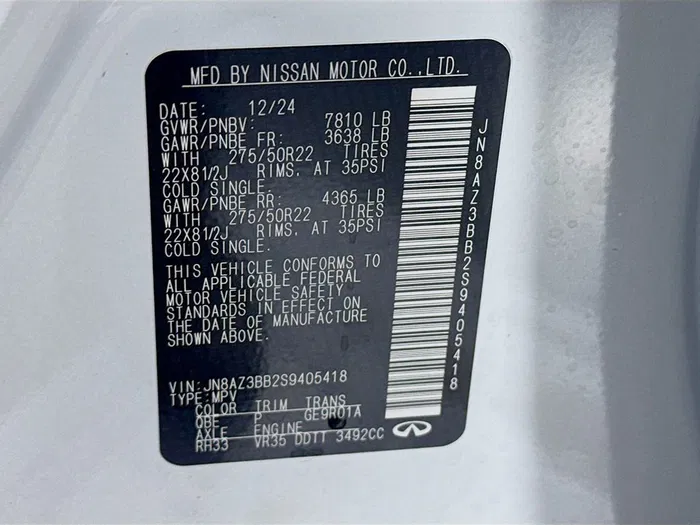 MFD BY NISSAN MOTOR CO.,LTD.
DATE: 12/24
GVWR/PNBV: 7810 LB
GAWR/PNBE FR: 3638 LB
WITH 275/50R22 TIRES
22X81/2J RIMS, AT 35PSI
COLD SINGLE.
GAWR/PNBE RR: 4365 LB
WITH 275/50R22 TIRES
22X81/2J RIMS, AT 35PSI
COLD SINGLE.
THIS VEHICLE CONFORMS TO
ALL APPLICABLE FEDERAL
MOTOR VEHICLE SAFETY
STANDARDS IN EFFECT ON
THE DATE OF MANUFACTURE
SHOWN ABOVE.
VIN:JN8AZ3BB2S9405418
TYPE:MPV
COLOR TRIM TRANS
QBE P GE9R01A
AXLE ENGINE
RH33 VR35 DDTT 3492CC
JN8AZ3BB2S9405418